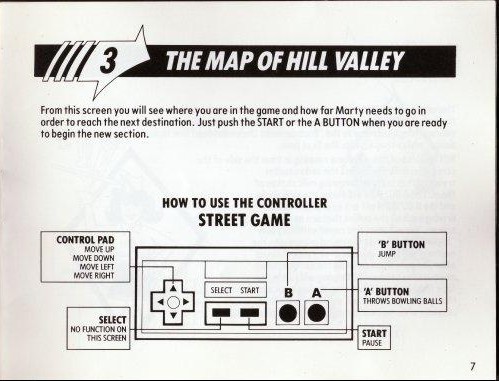 3 THE MAP OF HILL VALLEY
From this screen you will see where you are in the game and how far Marty needs to go in
order to reach the next destination. Just push the START or the A BUTTON when you are ready
to begin the new section.
HOW TO USE THE CONTROLLER
STREET GAME
CONTROL PAD
MOVE UP
MOVE DOWN
MOVE LEFT
MOVE RIGHT
'B' BUTTON
JUMP
SELECT START
B A
'A' BUTTON
THROWS BOWLING BALLS
SELECT
NO FUNCTION ON
THIS SCREEN
START
PAUSE
7